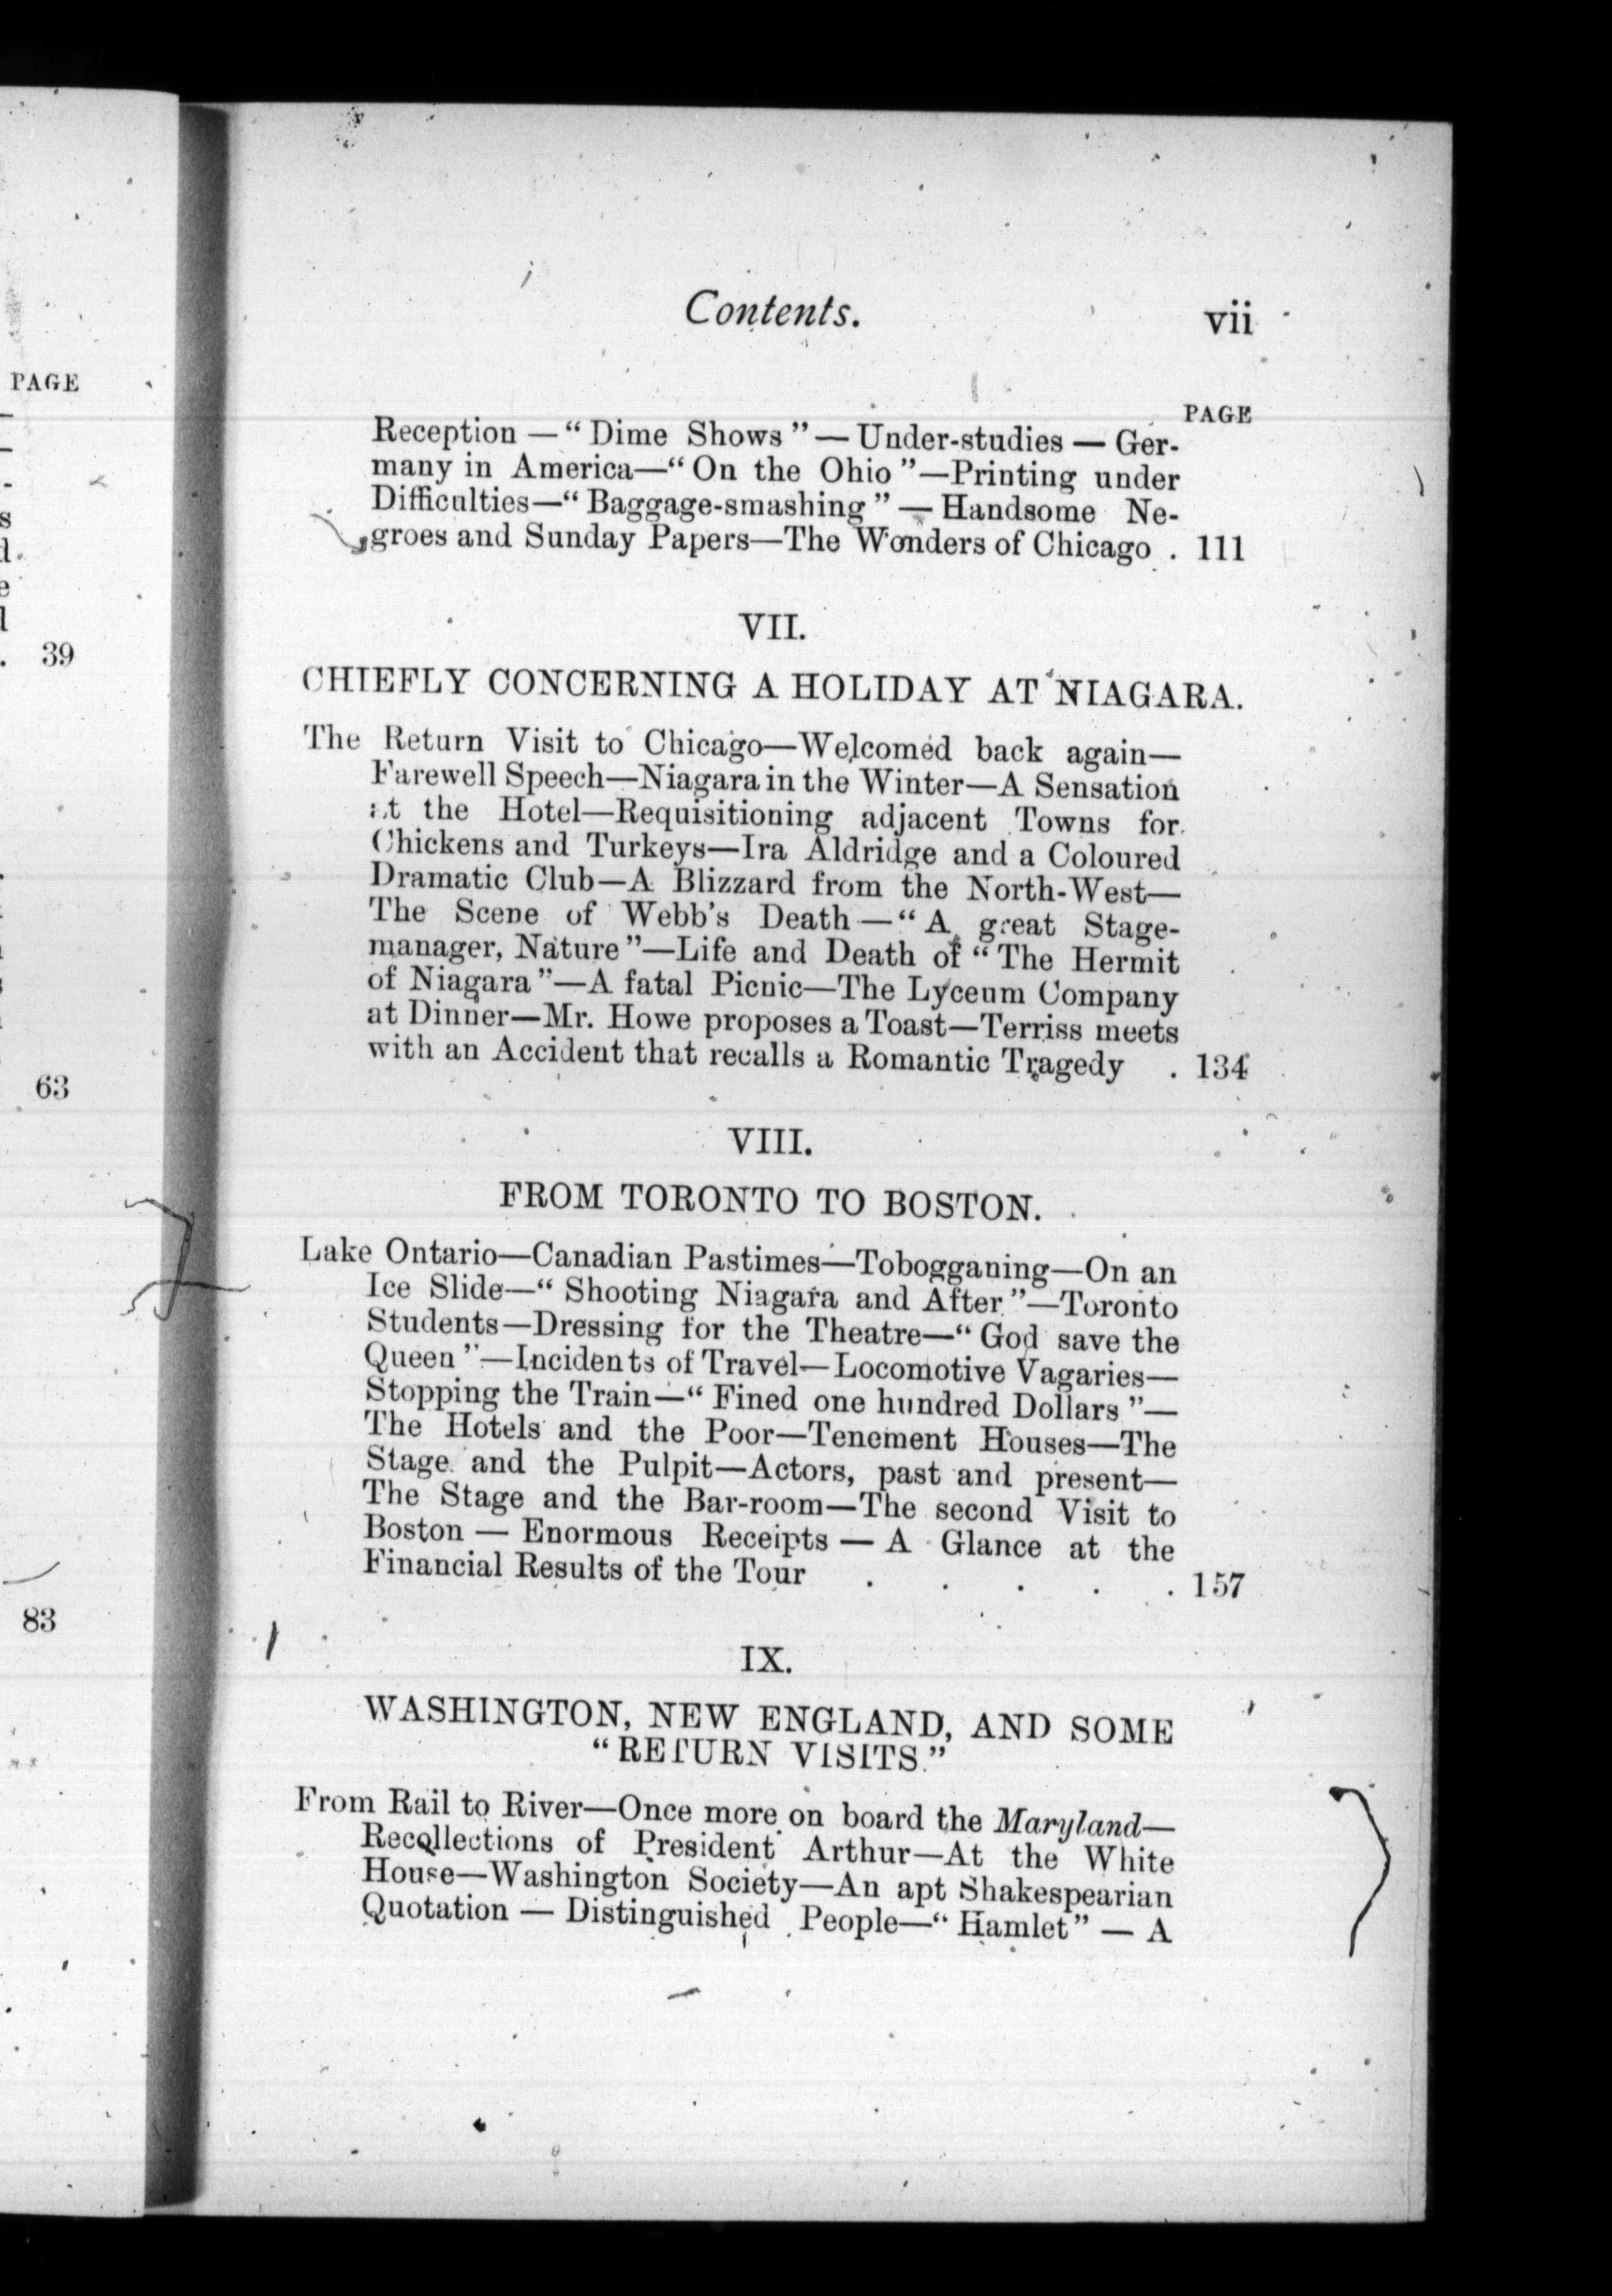 PAGE
39
63
83
Contents. vii
PAGE
Reception — “ Dime Shows ” — Under-studies — Ger-
many in America—“ On the Ohio ”—Printing under
Difficulties—“ Baggage-smashing ” — Handsome Ne-
groes and Sunday Papers—The Wonders of Chicago . 111
VII.
CHIEFLY CONCERNING A HOLIDAY AT NIAGARA.
The Return Visit to Chicago—Welcomed back again—
Farewell Speech—Niagara in the Winter—A Sensation
at the Hotel—Requisitioning adjacent Towns for
Chickens and Turkeys—Ira Aldridge and a Coloured
Dramatic Club—A Blizzard from the North-West—
The Scene of Webb’s Death — “ A great Stage-
manager, Nature ”—Life and Death of “ The Hermit
of Niagara ”—A fatal Picnic—The Lyceum Company
at Dinner—Mr. Howe proposes a Toast—Terriss meets
with an Accident that recalls a Romantic Tragedy . 134
VIII.
FROM TORONTO TO BOSTON.
Lake Ontario—Canadian Pastimes—Tobogganing—On an
Ice Slide—“ Shooting Niagara and After ”—Toronto
Students—Dressing for the Theatre—“ God save the
Queen ”—Incidents of Travel—Locomotive Vagaries—
Stopping the Train—“ Fined one hundred Dollars ”—
The Hotels and the Poor—Tenement Houses—The
Stage and the Pulpit—Actors, past and present—
The Stage and the Bar-room—The second Visit to
Boston — Enormous Receipts — A Glance at the
Financial Results of the Tour . . . . . 157
IX.
WASHINGTON, NEW ENGLAND, AND SOME
“ RETURN VISITS.”
From Rail to River—Once more on board the Maryland—
Recollections of President Arthur—At the White
House—Washington Society—An apt Shakespearian
Quotation — Distinguished People—“ Hamlet ” — A